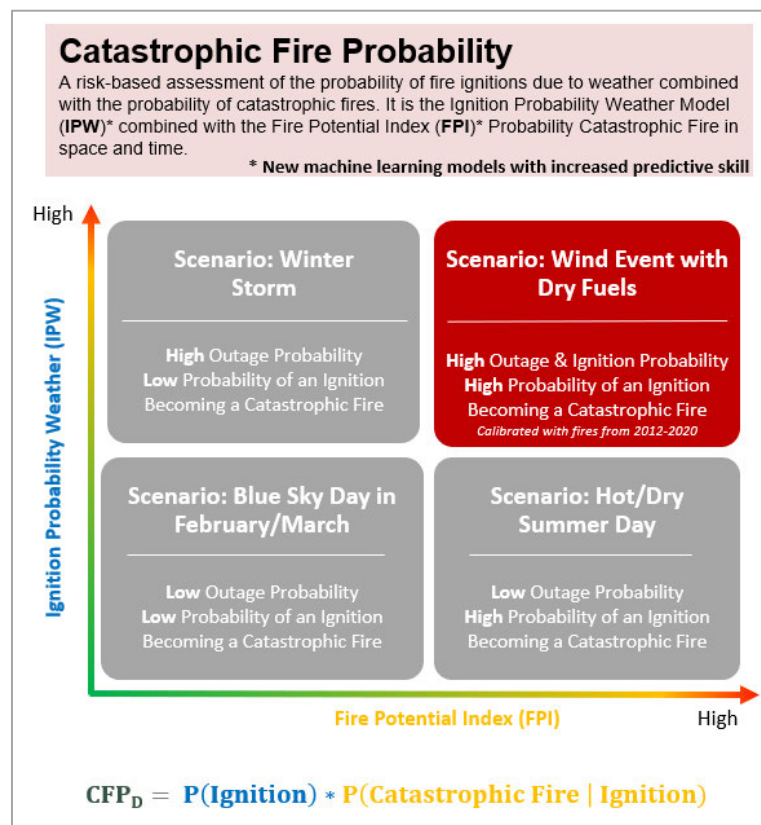 Catastrophic Fire Probability
A risk-based assessment of the probability of fire ignitions due to weather combined
with the probability of catastrophic fires. It is the Ignition Probability Weather Model
(IPW)* combined with the Fire Potential Index (FPI)* Probability Catastrophic Fire in
space and time.
* New machine learning models with increased predictive skill
High
Ignition Probability Weather (IPW)
Scenario: Winter
Storm
High Outage Probability
Low Probability of an Ignition
Becoming a Catastrophic Fire
Scenario: Wind Event with
Dry Fuels
High Outage & Ignition Probability
High Probability of an Ignition
Becoming a Catastrophic Fire
Calibrated with fires from 2012-2020
Scenario: Blue Sky Day in
February/March
Low Outage Probability
Low Probability of an Ignition
Becoming a Catastrophic Fire
Scenario: Hot/Dry
Summer Day
Low Outage Probability
High Probability of an Ignition
Becoming a Catastrophic Fire
Fire Potential Index (FPI)
High
CFP_D = P(Ignition) * P(Catastrophic Fire | Ignition)